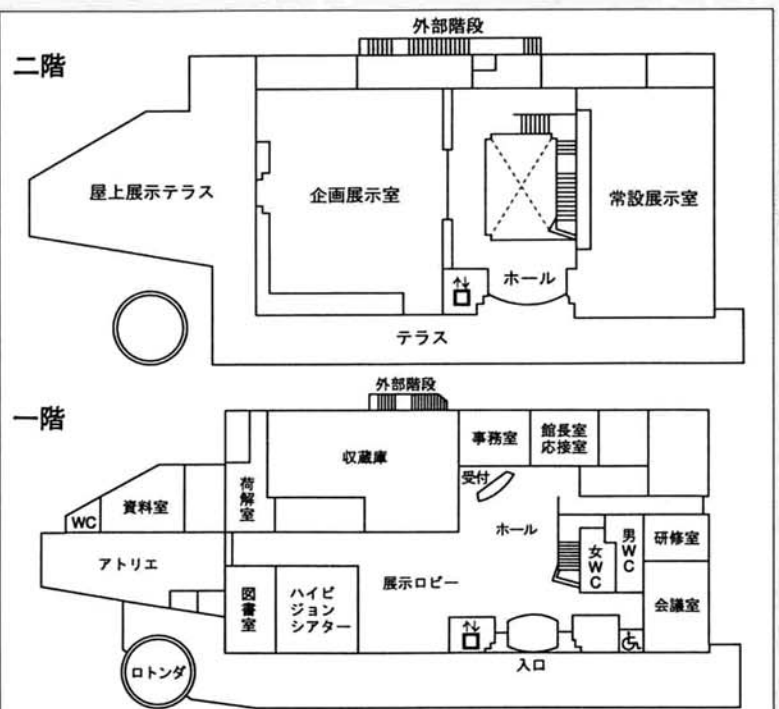 外部階段
二階
屋上展示テラス
企画展示室
常設展示室
ホール
テラス
外部階段
一階
収蔵庫
事務室
館長室
応接室
受付
荷解室
資料室
WC
ホール
アトリエ
展示ロビー
女WC
男WC
研修室
図書室
ハイビ
ジョン
シアター
会議室
ロトンダ
入口